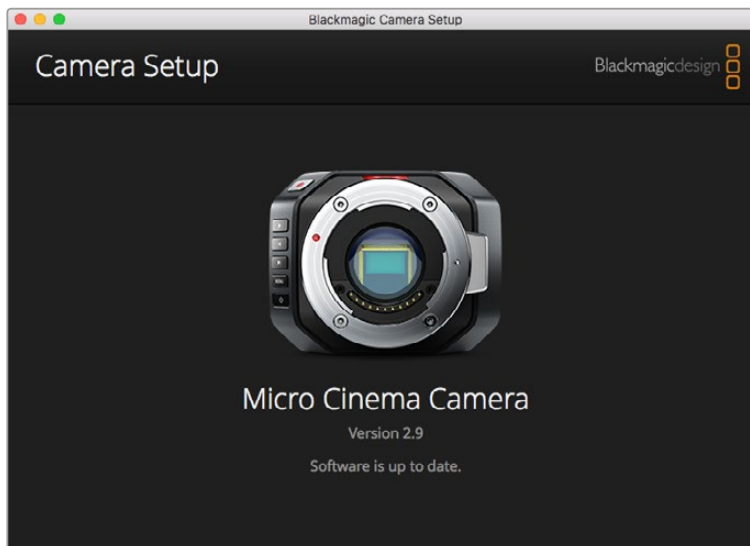 Blackmagic Camera Setup
Camera Setup
Blackmagicdesign
Micro Cinema Camera
Version 2.9
Software is up to date.